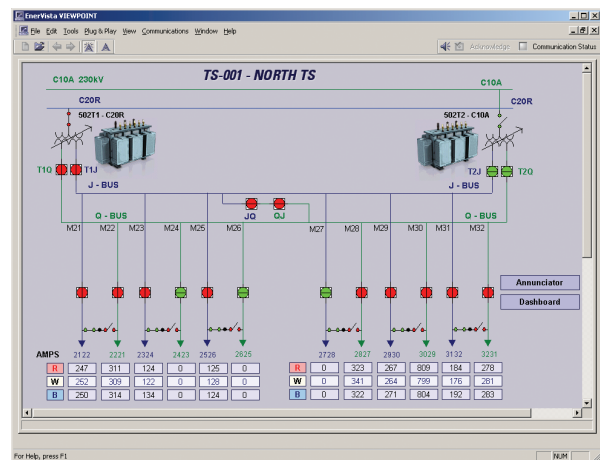 EnerVista VIEWPOINT
File Edit Tools Plug & Play View Communications Window Help
Acknowledge Communication Status
TS-001 - NORTH TS
C10A 230kV C10A
C20R C20R
502T1 - C20R 502T2 - C10A
T1Q T1J T2J T2Q
J - BUS J - BUS
JQ QJ
Q - BUS Q - BUS
M21 M22 M23 M24 M25 M26 M27 M28 M29 M30 M31 M32
Annunciator
Dashboard
AMPS 2122 2221 2324 2423 2526 2625 2728 2827 2930 3029 3132 3231
R 247 311 124 0 125 0 R 0 323 267 809 184 278
W 252 309 122 0 128 0 W 0 341 264 799 176 281
B 250 314 134 0 124 0 B 0 322 271 804 192 283
For Help, press F1 NUM